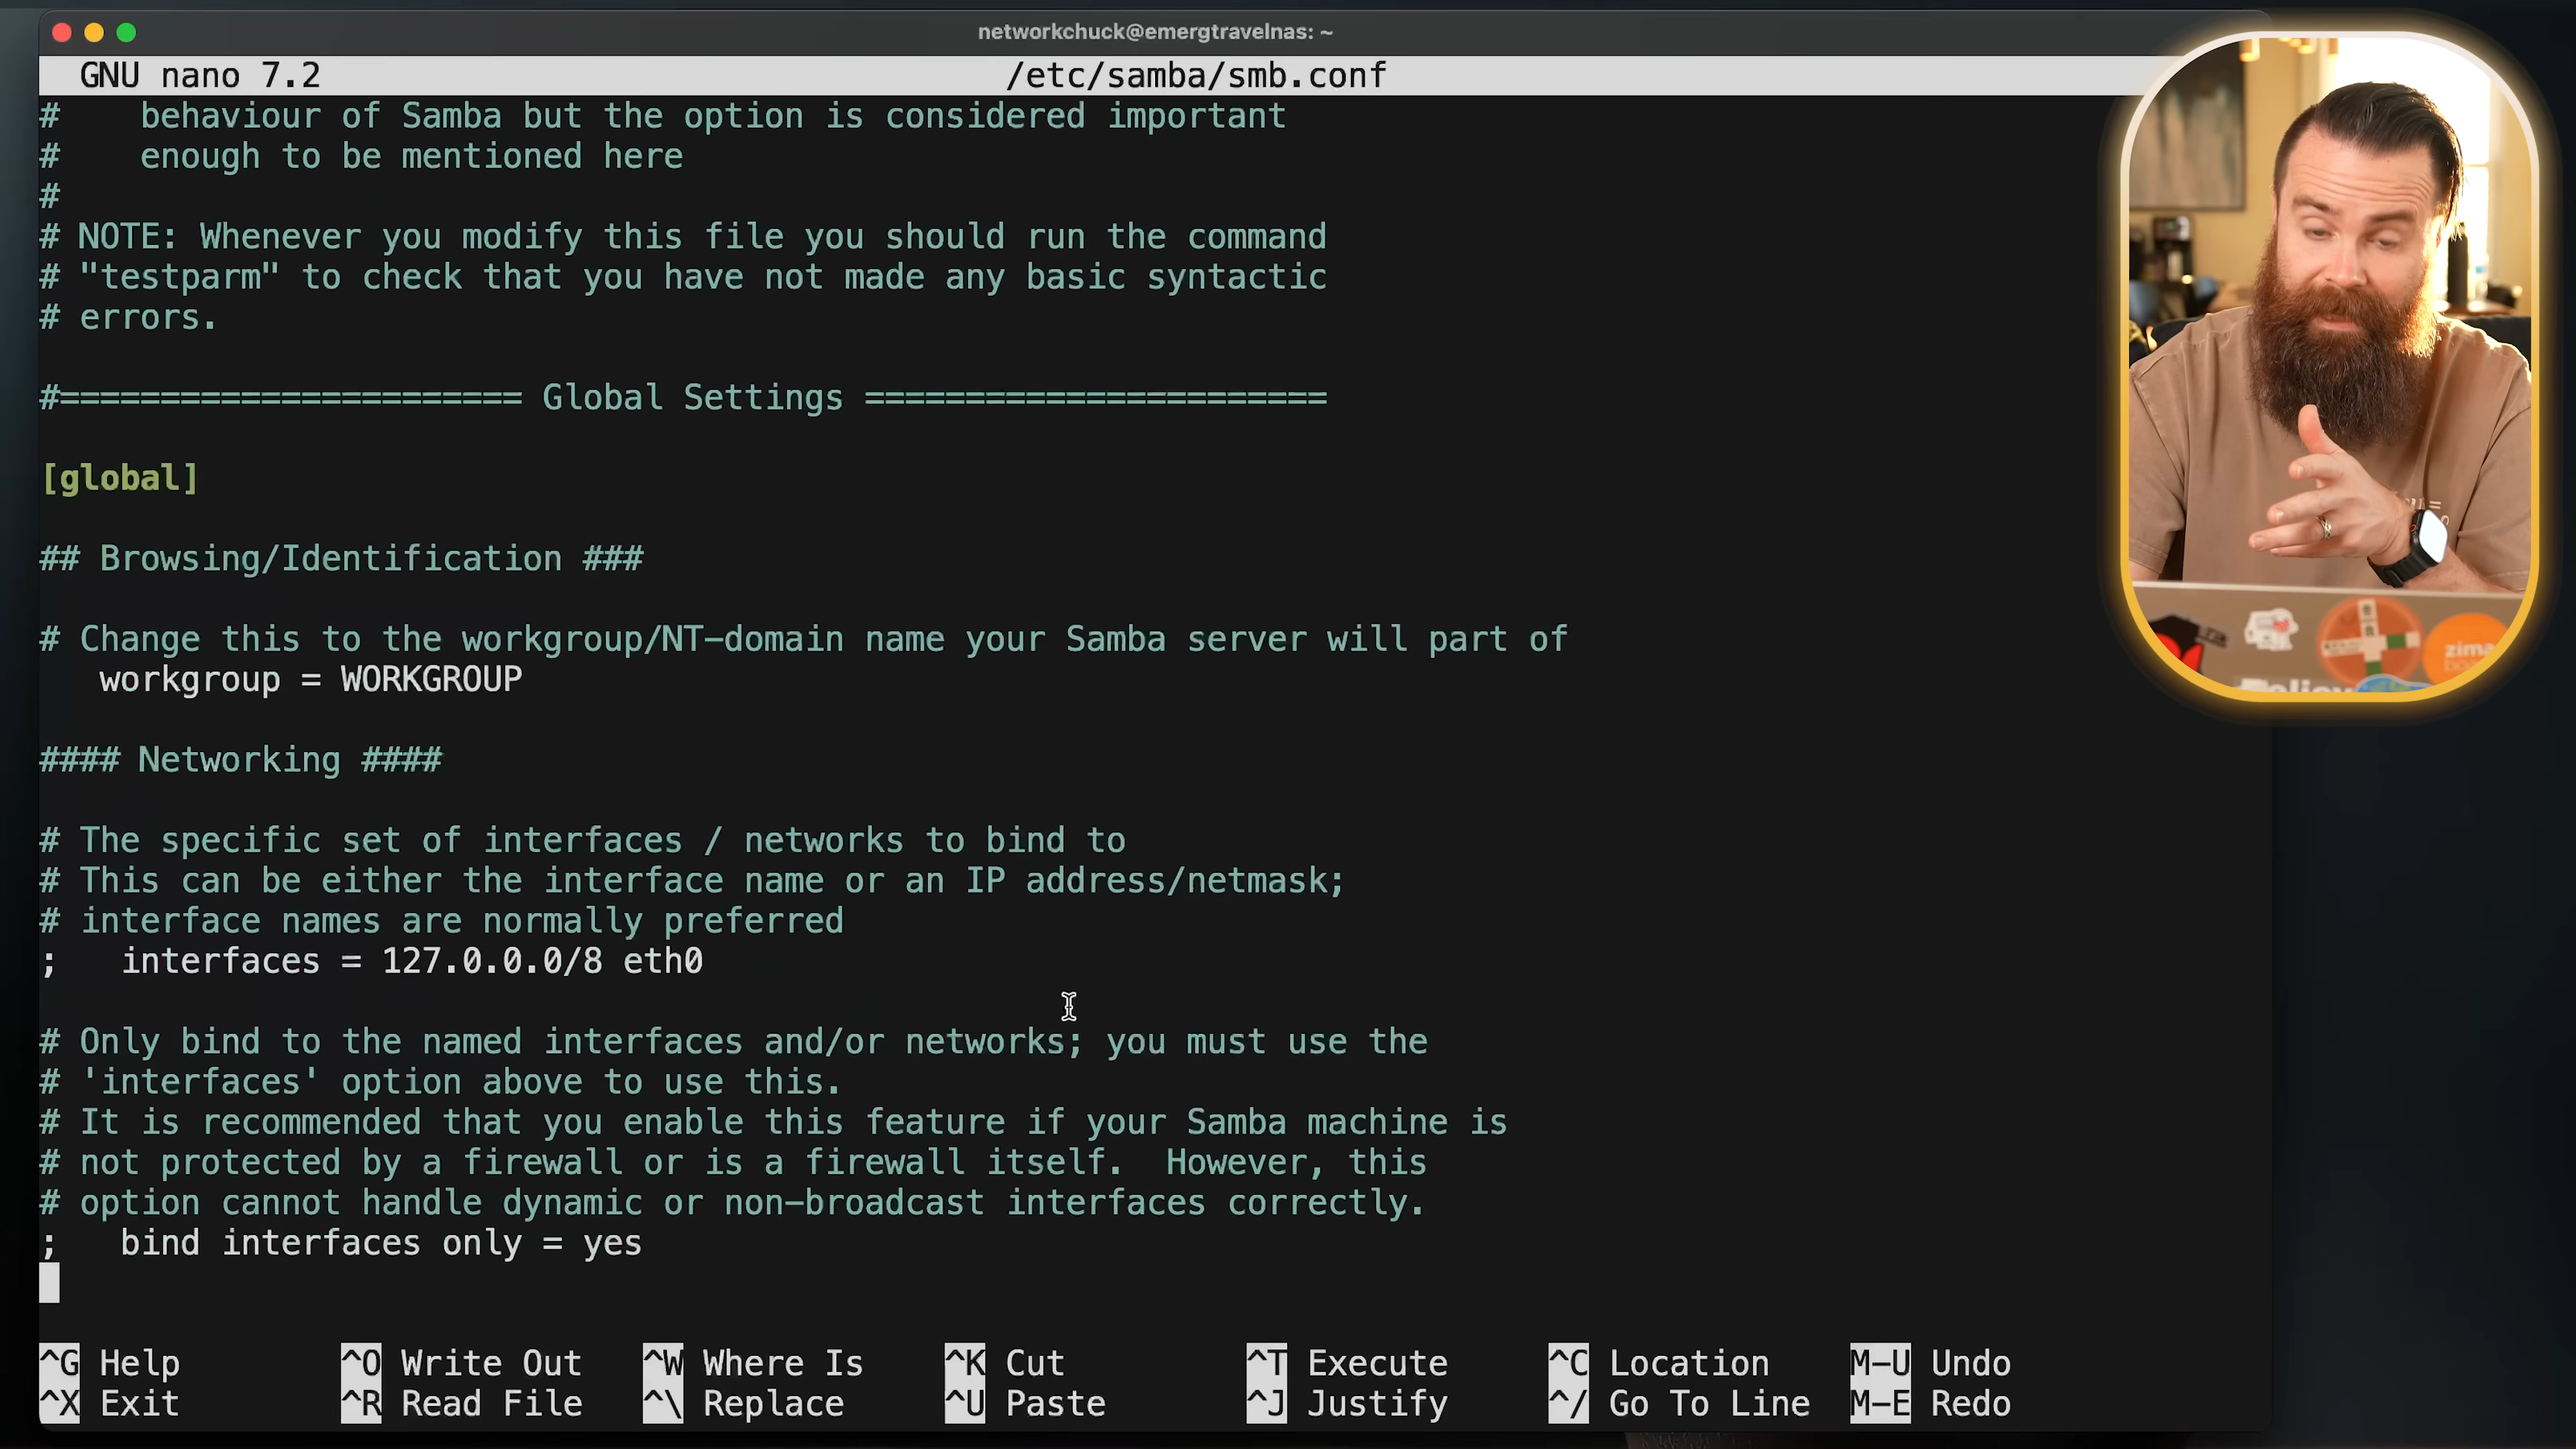 networkchuck@emergtravelnas: ~
GNU nano 7.2 /etc/samba/smb.conf
#    behaviour of Samba but the option is considered important
#    enough to be mentioned here
#
# NOTE: Whenever you modify this file you should run the command
# "testparm" to check that you have not made any basic syntactic
# errors.
#======================= Global Settings =======================
[global]
## Browsing/Identification ###
# Change this to the workgroup/NT-domain name your Samba server will part of
   workgroup = WORKGROUP
#### Networking ####
# The specific set of interfaces / networks to bind to
# This can be either the interface name or an IP address/netmask;
# interface names are normally preferred
;   interfaces = 127.0.0.0/8 eth0
# Only bind to the named interfaces and/or networks; you must use the
# 'interfaces' option above to use this.
# It is recommended that you enable this feature if your Samba machine is
# not protected by a firewall or is a firewall itself.  However, this
# option cannot handle dynamic or non-broadcast interfaces correctly.
;   bind interfaces only = yes
^G Help ^O Write Out ^W Where Is ^K Cut ^T Execute ^C Location M-U Undo
^X Exit ^R Read File ^\ Replace ^U Paste ^J Justify ^/ Go To Line M-E Redo
zima